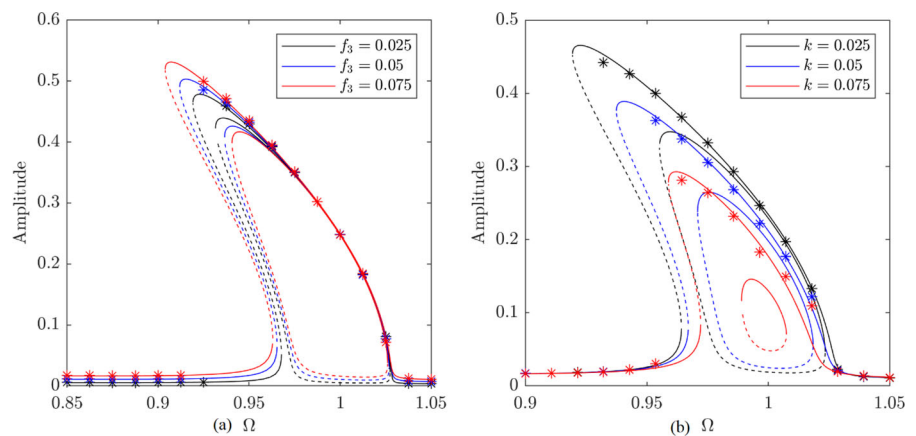 0.6
0.5
0.4
0.3
0.2
0.1
0
Amplitude
f₃ = 0.025
f₃ = 0.05
f₃ = 0.075
0.85 0.9 0.95 1 1.05
(a) Ω
0.5
0.4
0.3
0.2
0.1
0
Amplitude
k = 0.025
k = 0.05
k = 0.075
0.9 0.95 1 1.05
(b) Ω